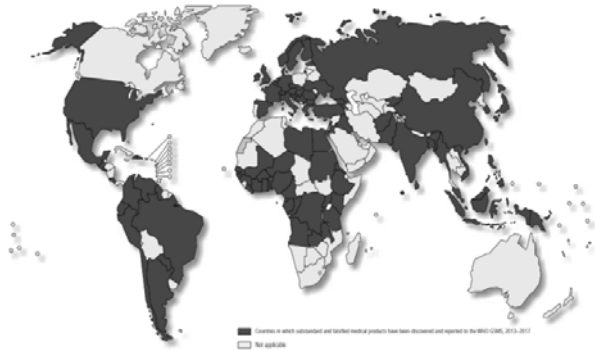 Countries in which substandard and falsified medical products have been discovered and reported to the WHO GSMS, 2013–2017
Not applicable